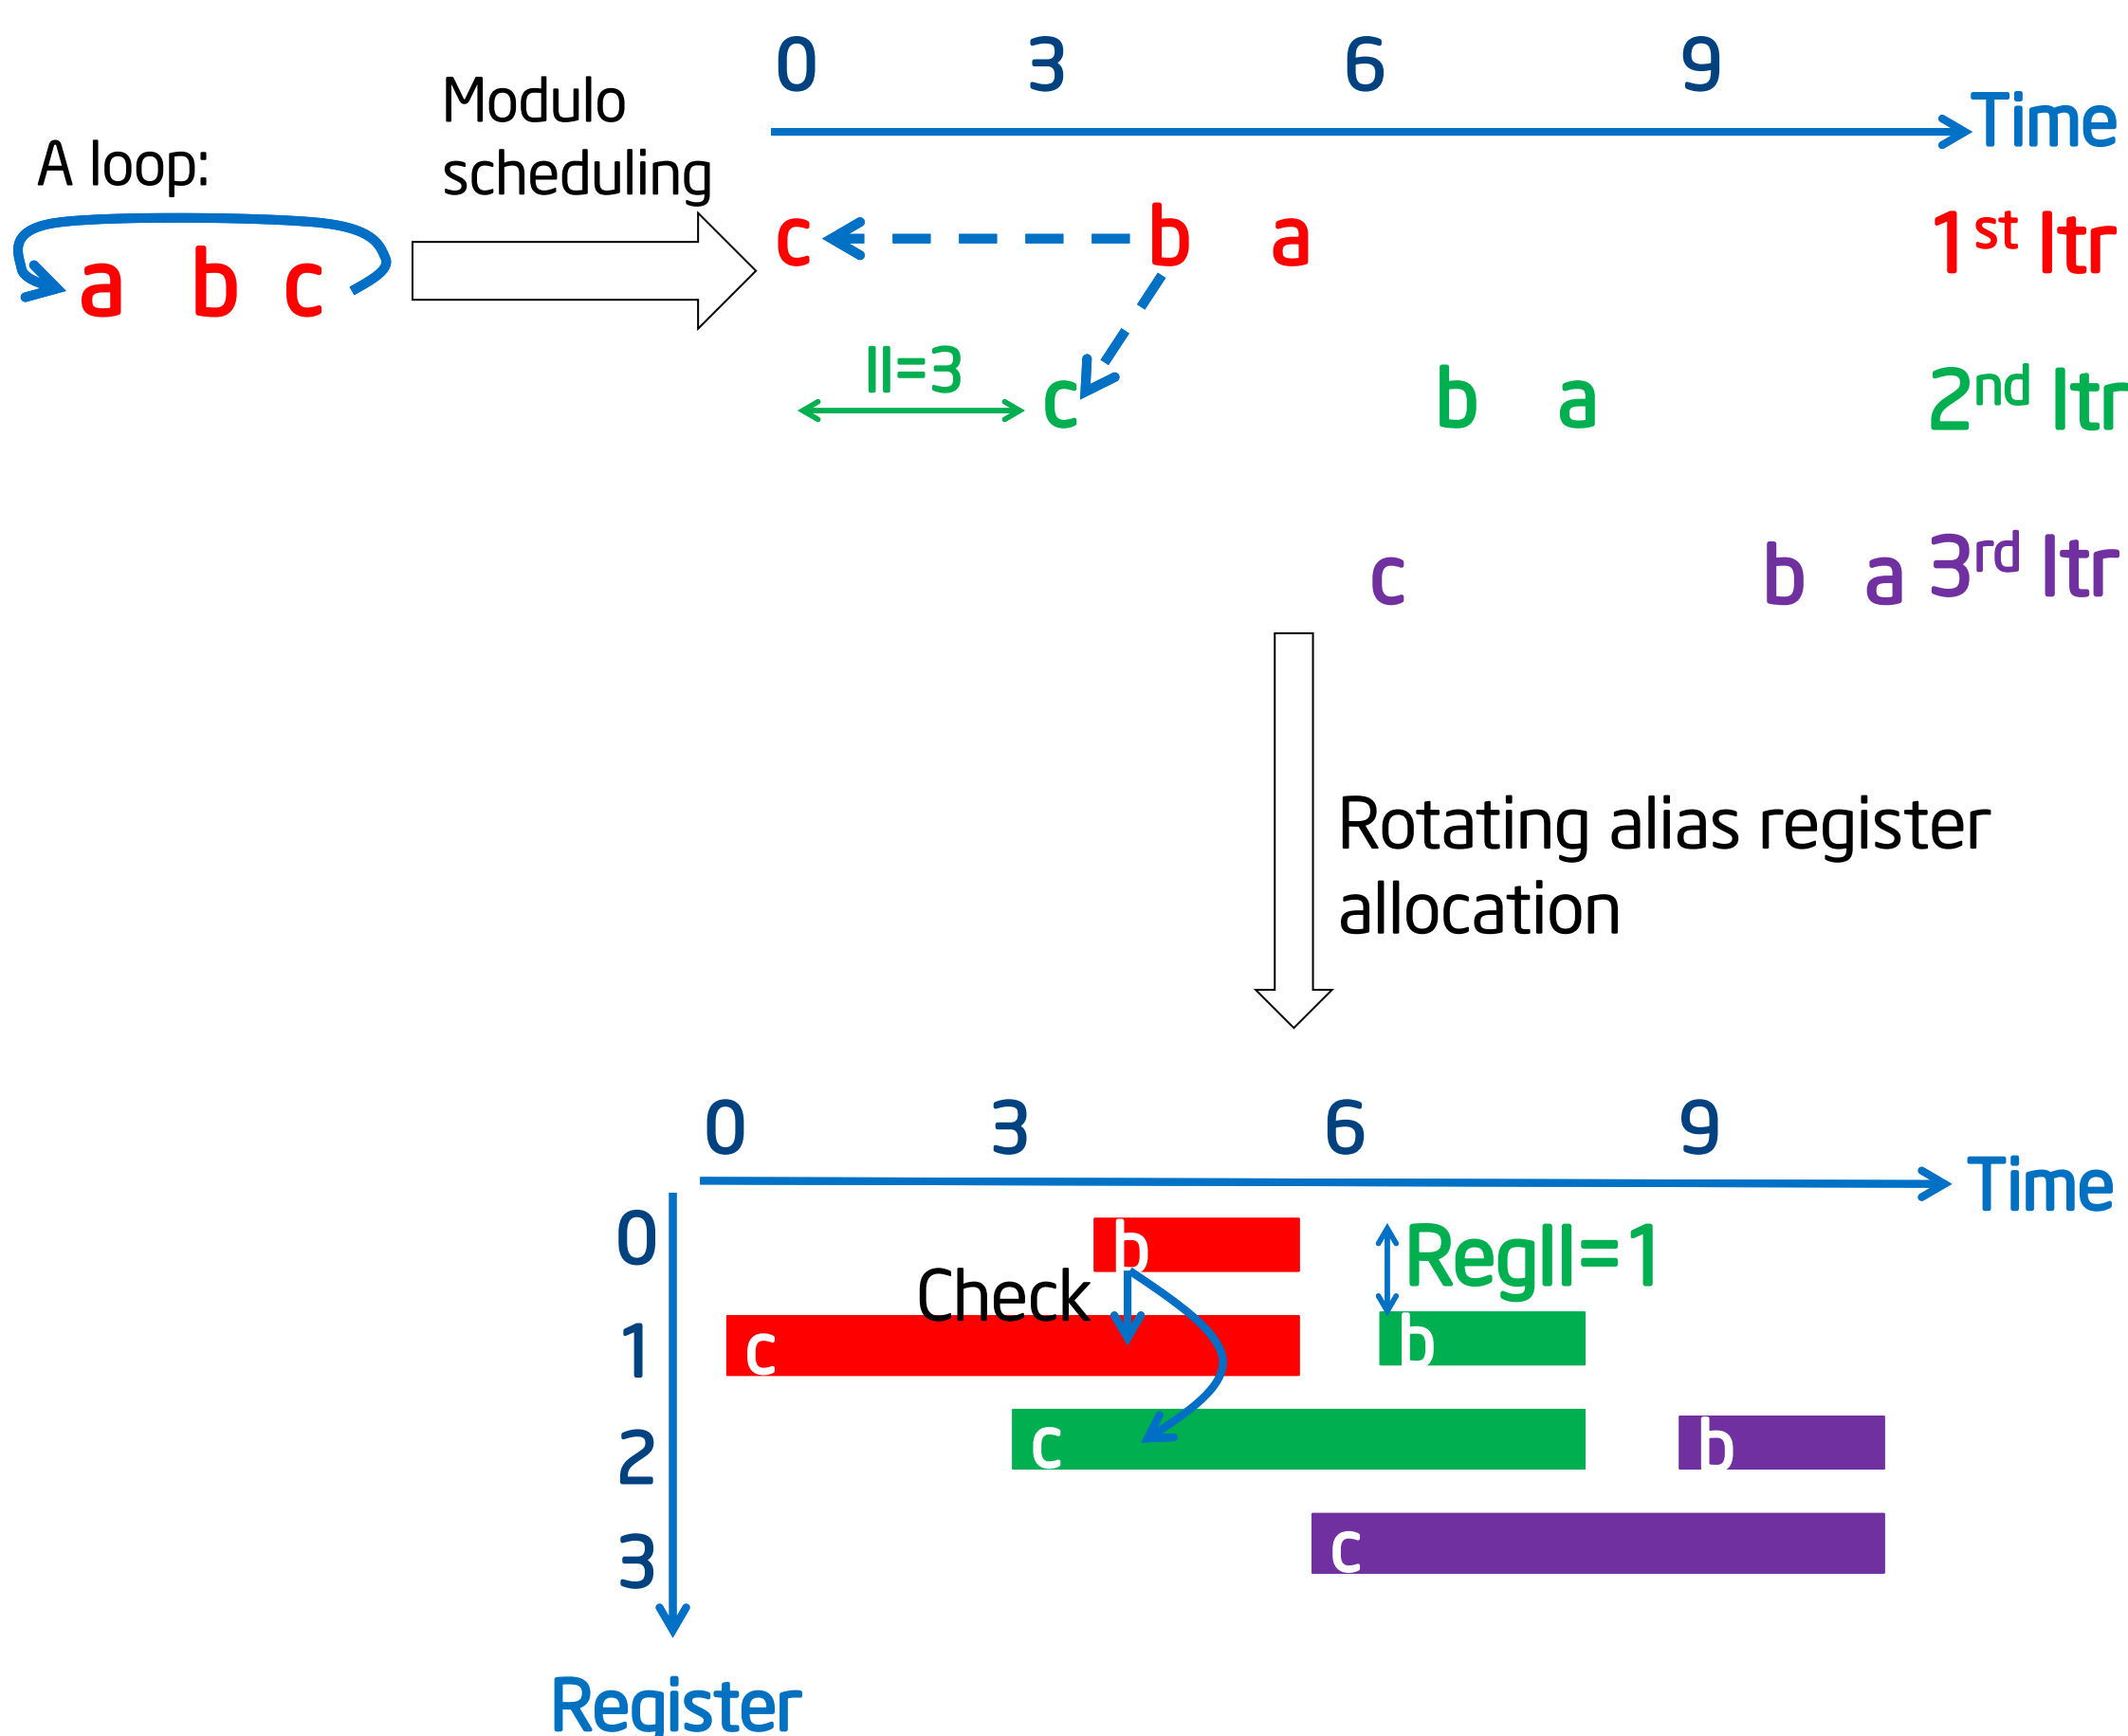 0 3 6 9
Time
Modulo
scheduling
A loop:
a b c
c b a 1st Itr
II=3
c b a 2nd Itr
c b a 3rd Itr
Rotating alias register
allocation
0 3 6 9
Time
0 b RegII=1
Check
1 c b
2 c b
3 c
Register